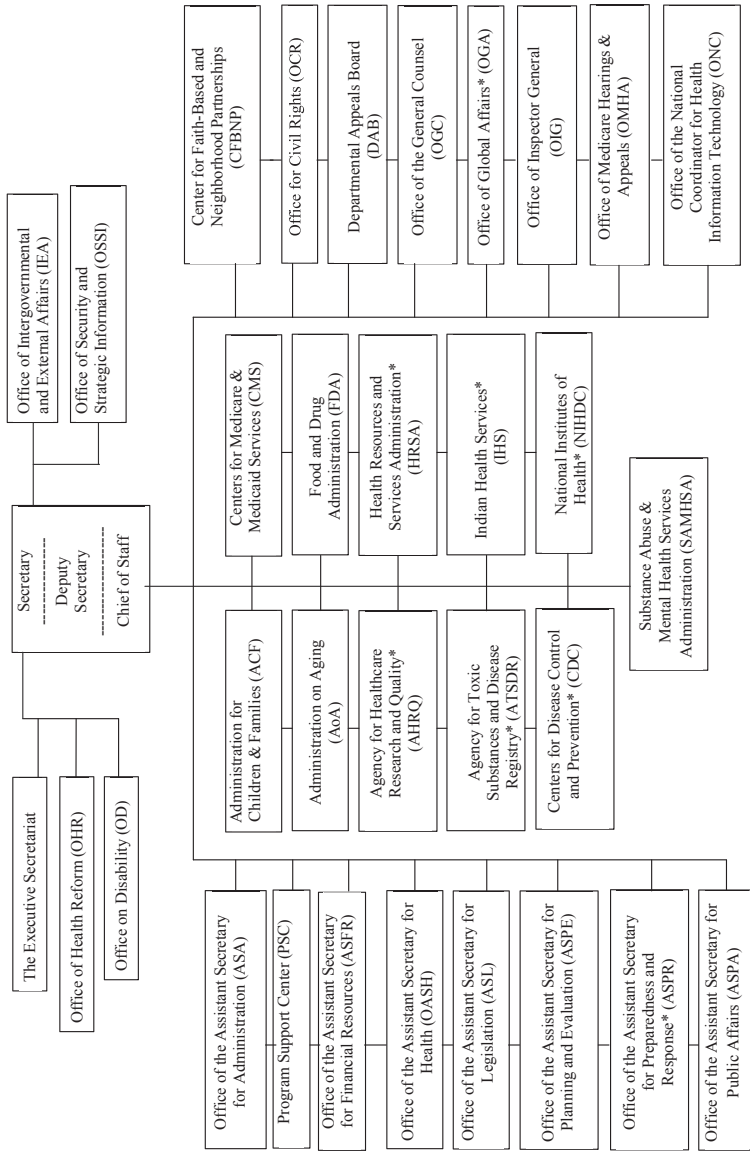 Secretary
Deputy
Secretary
Chief of Staff
The Executive Secretariat
Office of Health Reform (OHR)
Office on Disability (OD)
Office of Intergovernmental
and External Affairs (IEA)
Office of Security and
Strategic Information (OSSI)
Office of the Assistant Secretary
for Administration (ASA)
Program Support Center (PSC)
Office of the Assistant Secretary
for Financial Resources (ASFR)
Office of the Assistant Secretary for
Health (OASH)
Office of the Assistant Secretary for
Legislation (ASL)
Office of the Assistant Secretary for
Planning and Evaluation (ASPE)
Office of the Assistant Secretary
for Preparedness and
Response* (ASPR)
Office of the Assistant Secretary for
Public Affairs (ASPA)
Administration for
Children & Families (ACF)
Administration on Aging
(AoA)
Agency for Healthcare
Research and Quality*
(AHRQ)
Agency for Toxic
Substances and Disease
Registry* (ATSDR)
Centers for Disease Control
and Prevention* (CDC)
Centers for Medicare &
Medicaid Services (CMS)
Food and Drug
Administration (FDA)
Health Resources and
Services Administration*
(HRSA)
Indian Health Services*
(IHS)
National Institutes of
Health* (NIHDC)
Substance Abuse &
Mental Health Services
Administration (SAMHSA)
Center for Faith-Based and
Neighborhood Partnerships
(CFBNP)
Office for Civil Rights (OCR)
Departmental Appeals Board
(DAB)
Office of the General Counsel
(OGC)
Office of Global Affairs* (OGA)
Office of Inspector General
(OIG)
Office of Medicare Hearings &
Appeals (OMHA)
Office of the National
Coordinator for Health
Information Technology (ONC)